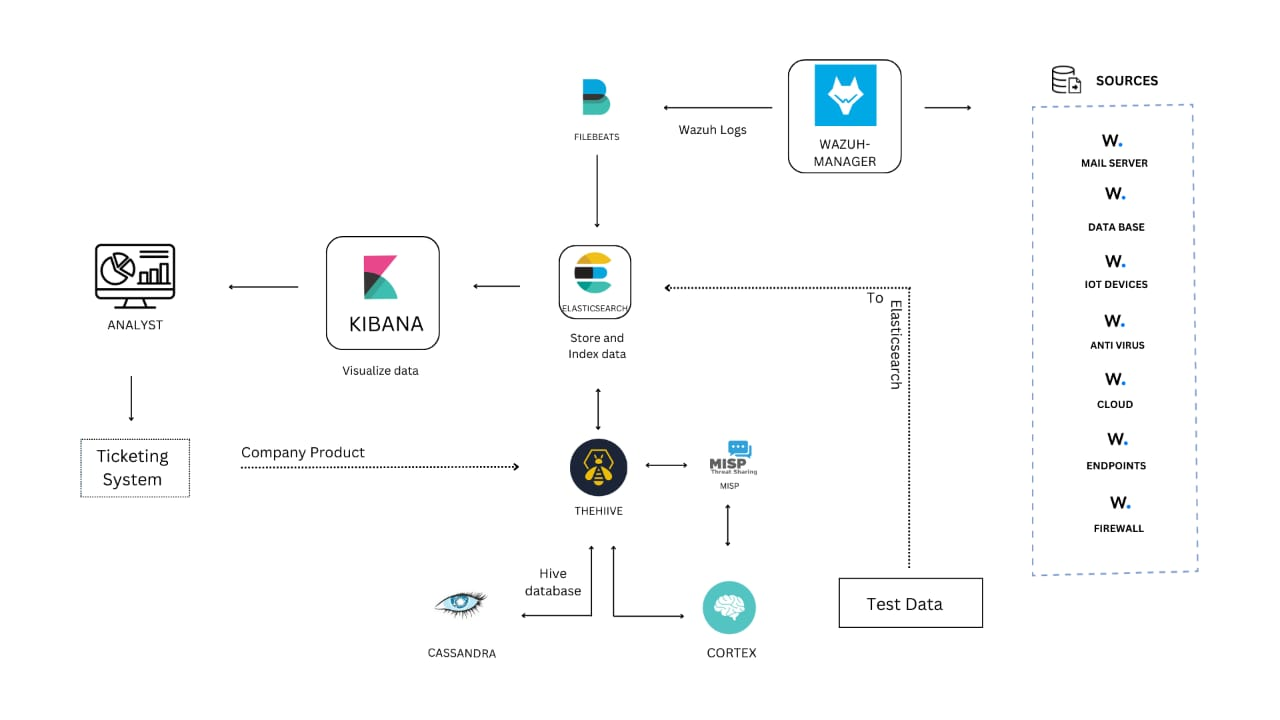 SOURCES
WAZUH-
MANAGER
Wazuh Logs
FILEBEATS
W.
MAIL SERVER
W.
DATA BASE
W.
IOT DEVICES
W.
ANTI VIRUS
W.
CLOUD
W.
ENDPOINTS
W.
FIREWALL
ANALYST
KIBANA
Visualize data
ELASTICSEARCH
Store and
Index data
To
Elasticsearch
Ticketing
System
Company Product
THEHIIVE
MISP
Threat Sharing
MISP
Hive
database
CASSANDRA
CORTEX
Test Data